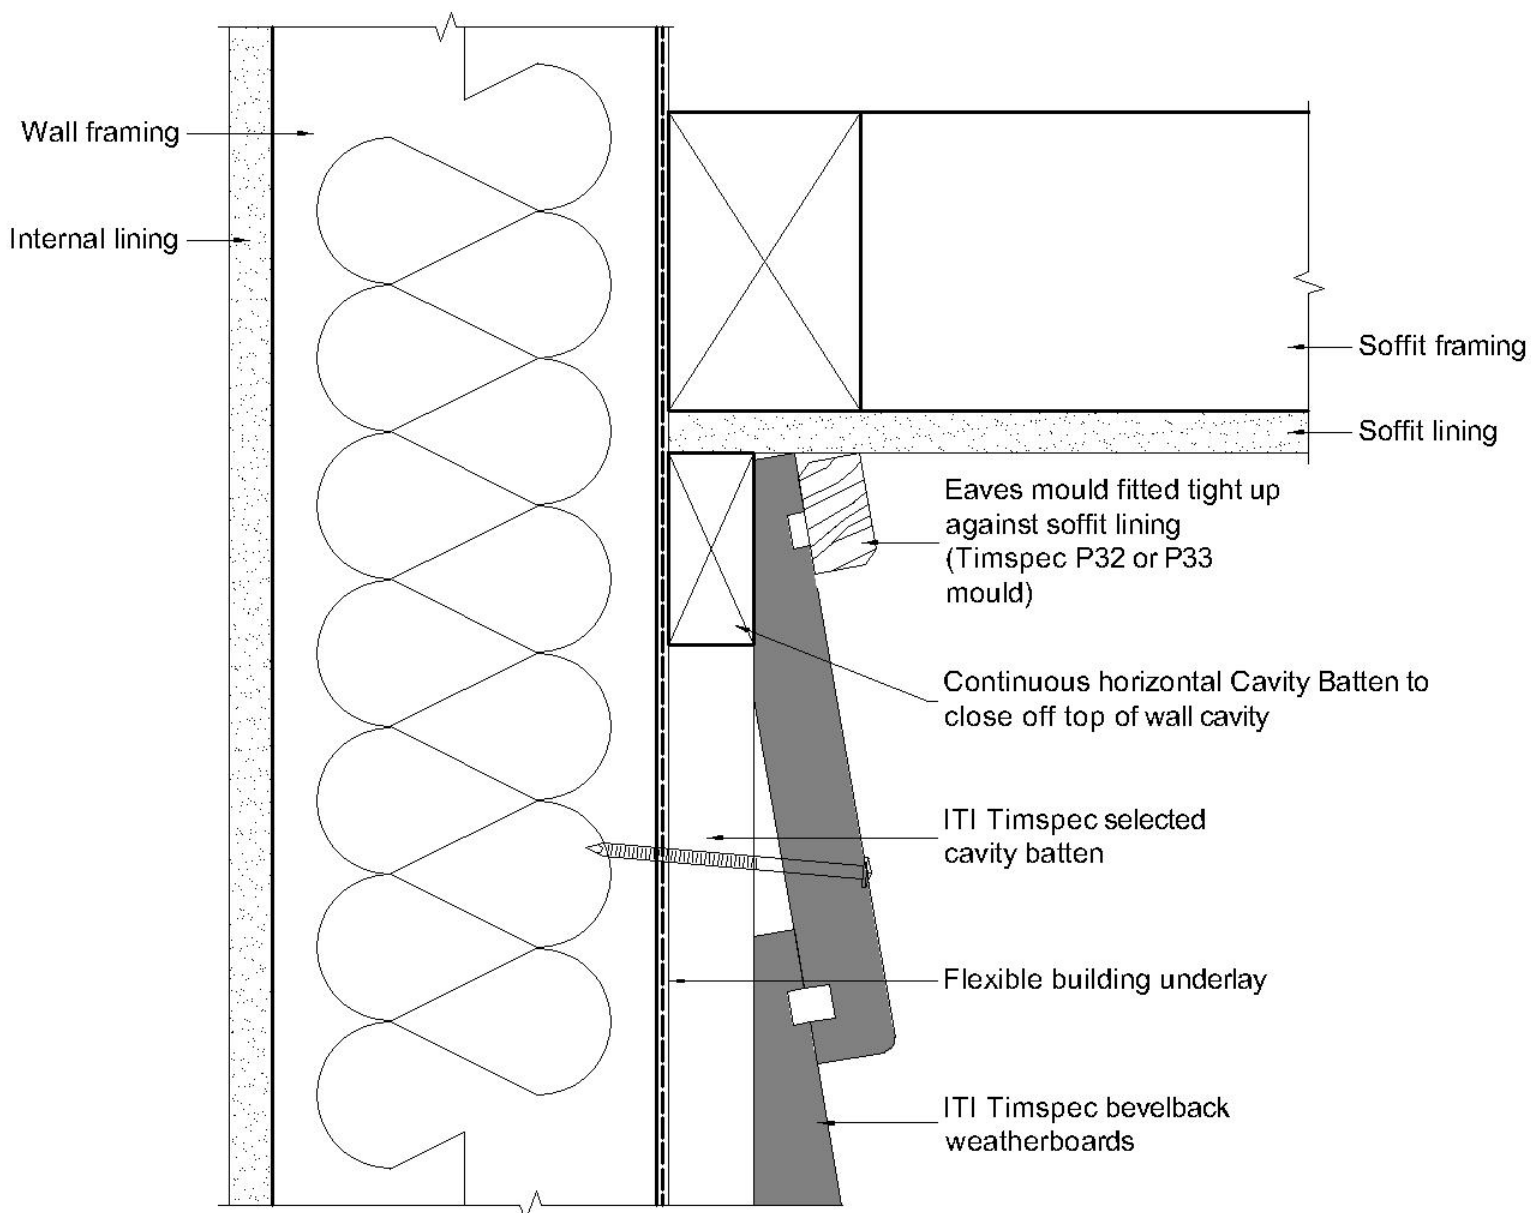 Wall framing
Internal lining
Soffit framing
Soffit lining
Eaves mould fitted tight up
against soffit lining
(Timspec P32 or P33
mould)
Continuous horizontal Cavity Batten to
close off top of wall cavity
ITI Timspec selected
cavity batten
Flexible building underlay
ITI Timspec bevelback
weatherboards